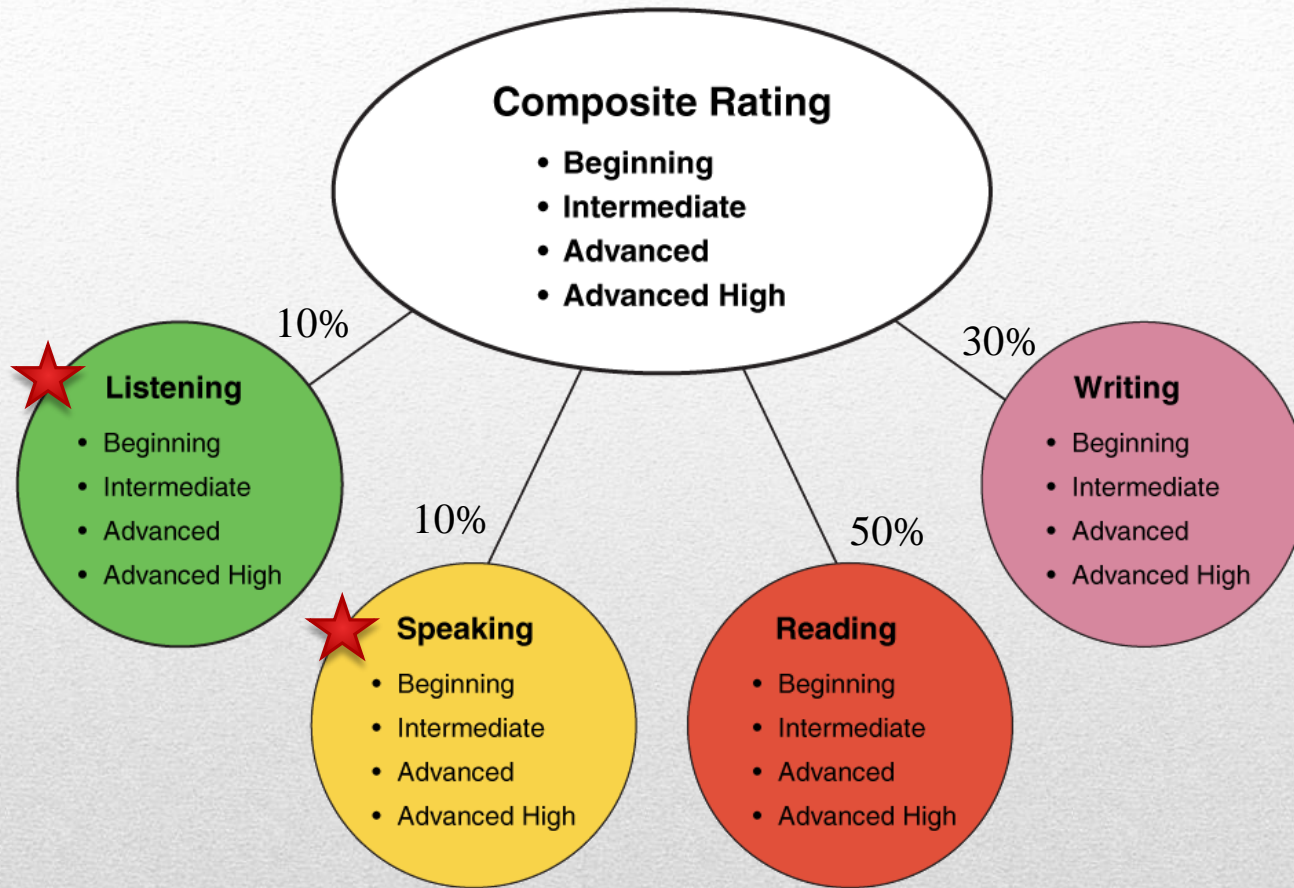 Composite Rating
• Beginning
• Intermediate
• Advanced
• Advanced High
10%
Listening
• Beginning
• Intermediate
• Advanced
• Advanced High
10%
Speaking
• Beginning
• Intermediate
• Advanced
• Advanced High
50%
Reading
• Beginning
• Intermediate
• Advanced
• Advanced High
30%
Writing
• Beginning
• Intermediate
• Advanced
• Advanced High